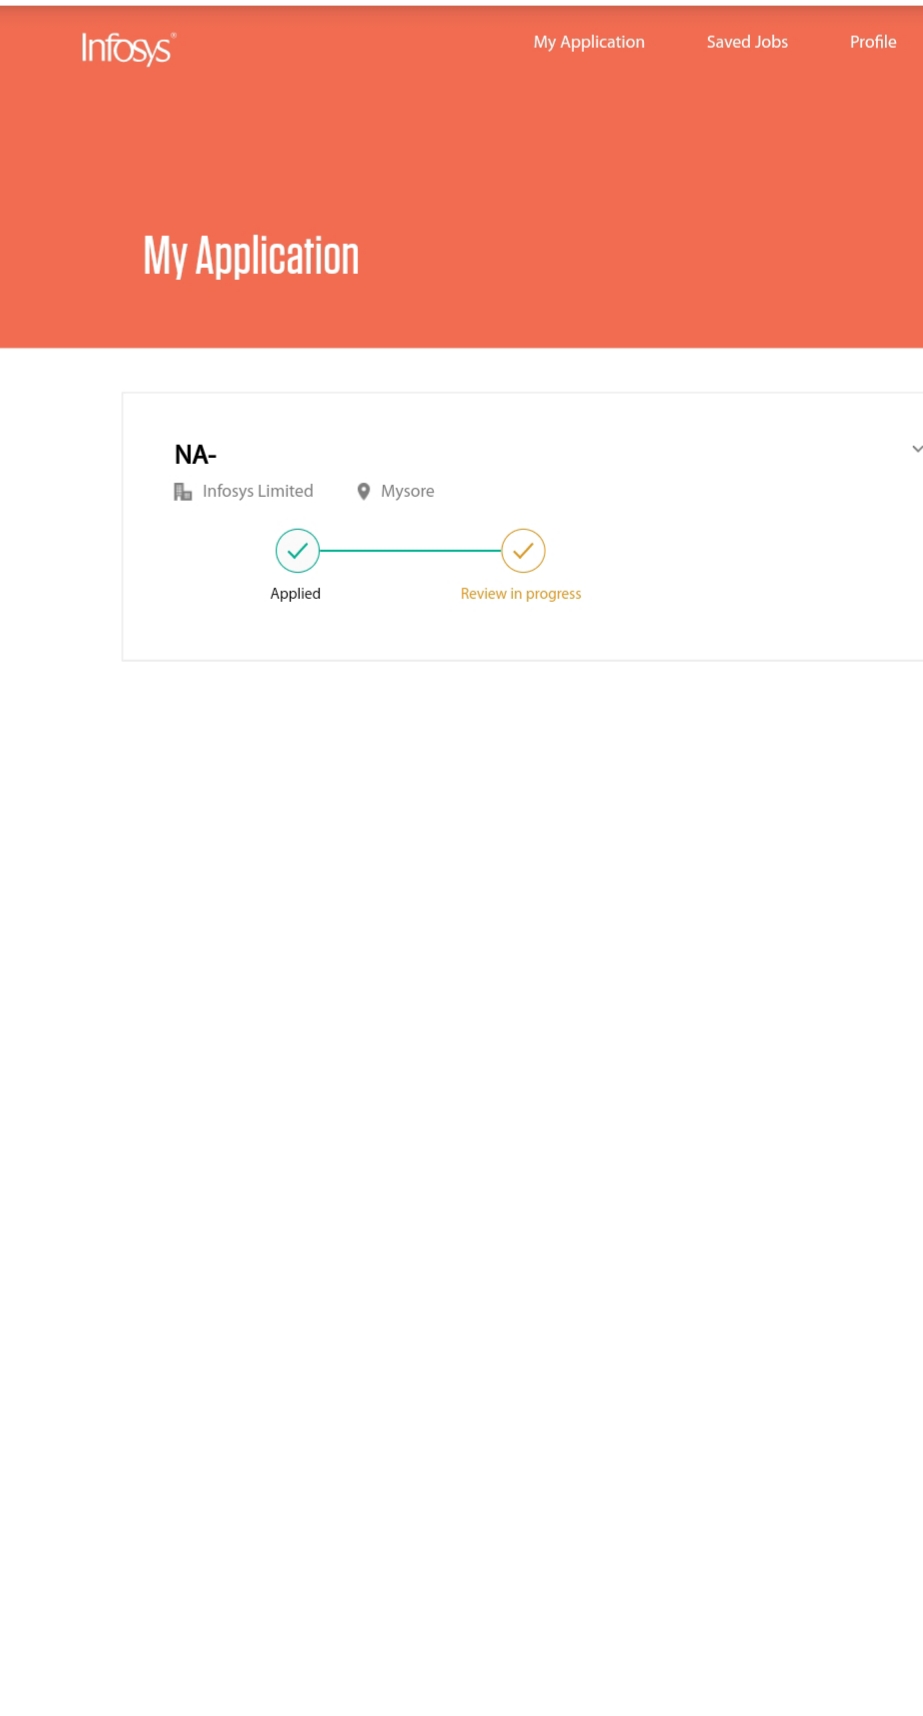 Infosys®
My Application Saved Jobs Profile
My Application
NA-
Infosys Limited Mysore
Applied Review in progress